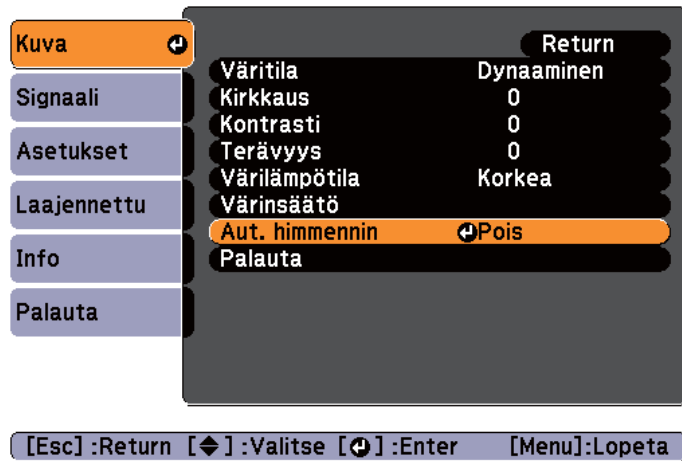 Kuva
Signaali
Asetukset
Laajennettu
Info
Palauta
Return
Väritila Dynaaminen
Kirkkaus 0
Kontrasti 0
Terävyys 0
Värilämpötila Korkea
Värinsäätö
Aut. himmennin Pois
Palauta
[Esc] :Return [◆] :Valitse [⏎] :Enter [Menu]:Lopeta